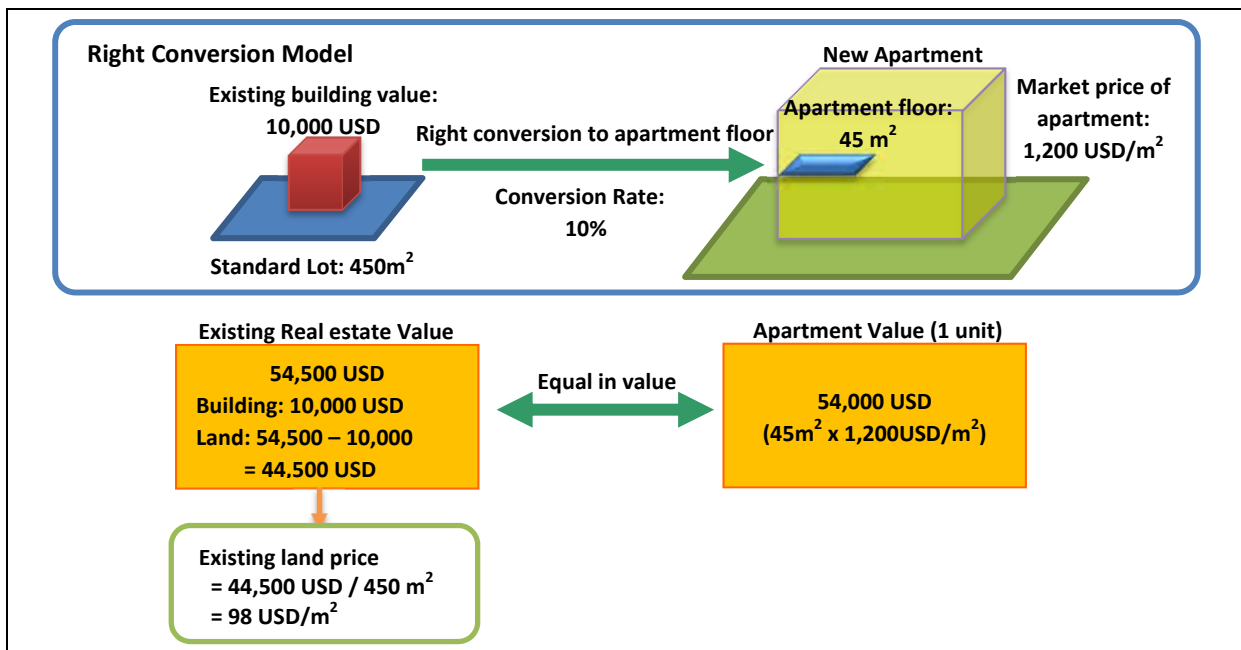 Right Conversion Model
Existing building value:
10,000 USD
Standard Lot: 450m²
Right conversion to apartment floor
Conversion Rate:
10%
New Apartment
Apartment floor:
45 m²
Market price of
apartment:
1,200 USD/m²
Existing Real estate Value
54,500 USD
Building: 10,000 USD
Land: 54,500 – 10,000
= 44,500 USD
Equal in value
Apartment Value (1 unit)
54,000 USD
(45m² x 1,200USD/m²)
Existing land price
= 44,500 USD / 450 m²
= 98 USD/m²